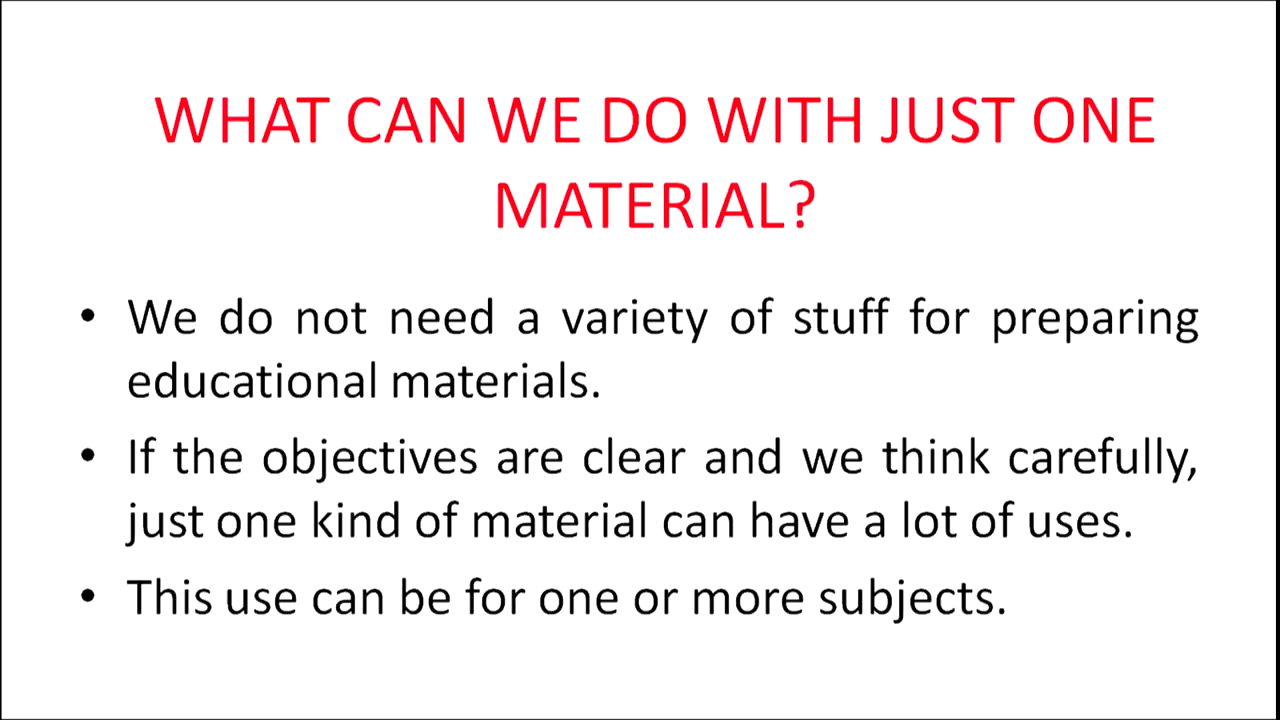 WHAT CAN WE DO WITH JUST ONE
MATERIAL?
• We do not need a variety of stuff for preparing
educational materials.
• If the objectives are clear and we think carefully,
just one kind of material can have a lot of uses.
• This use can be for one or more subjects.